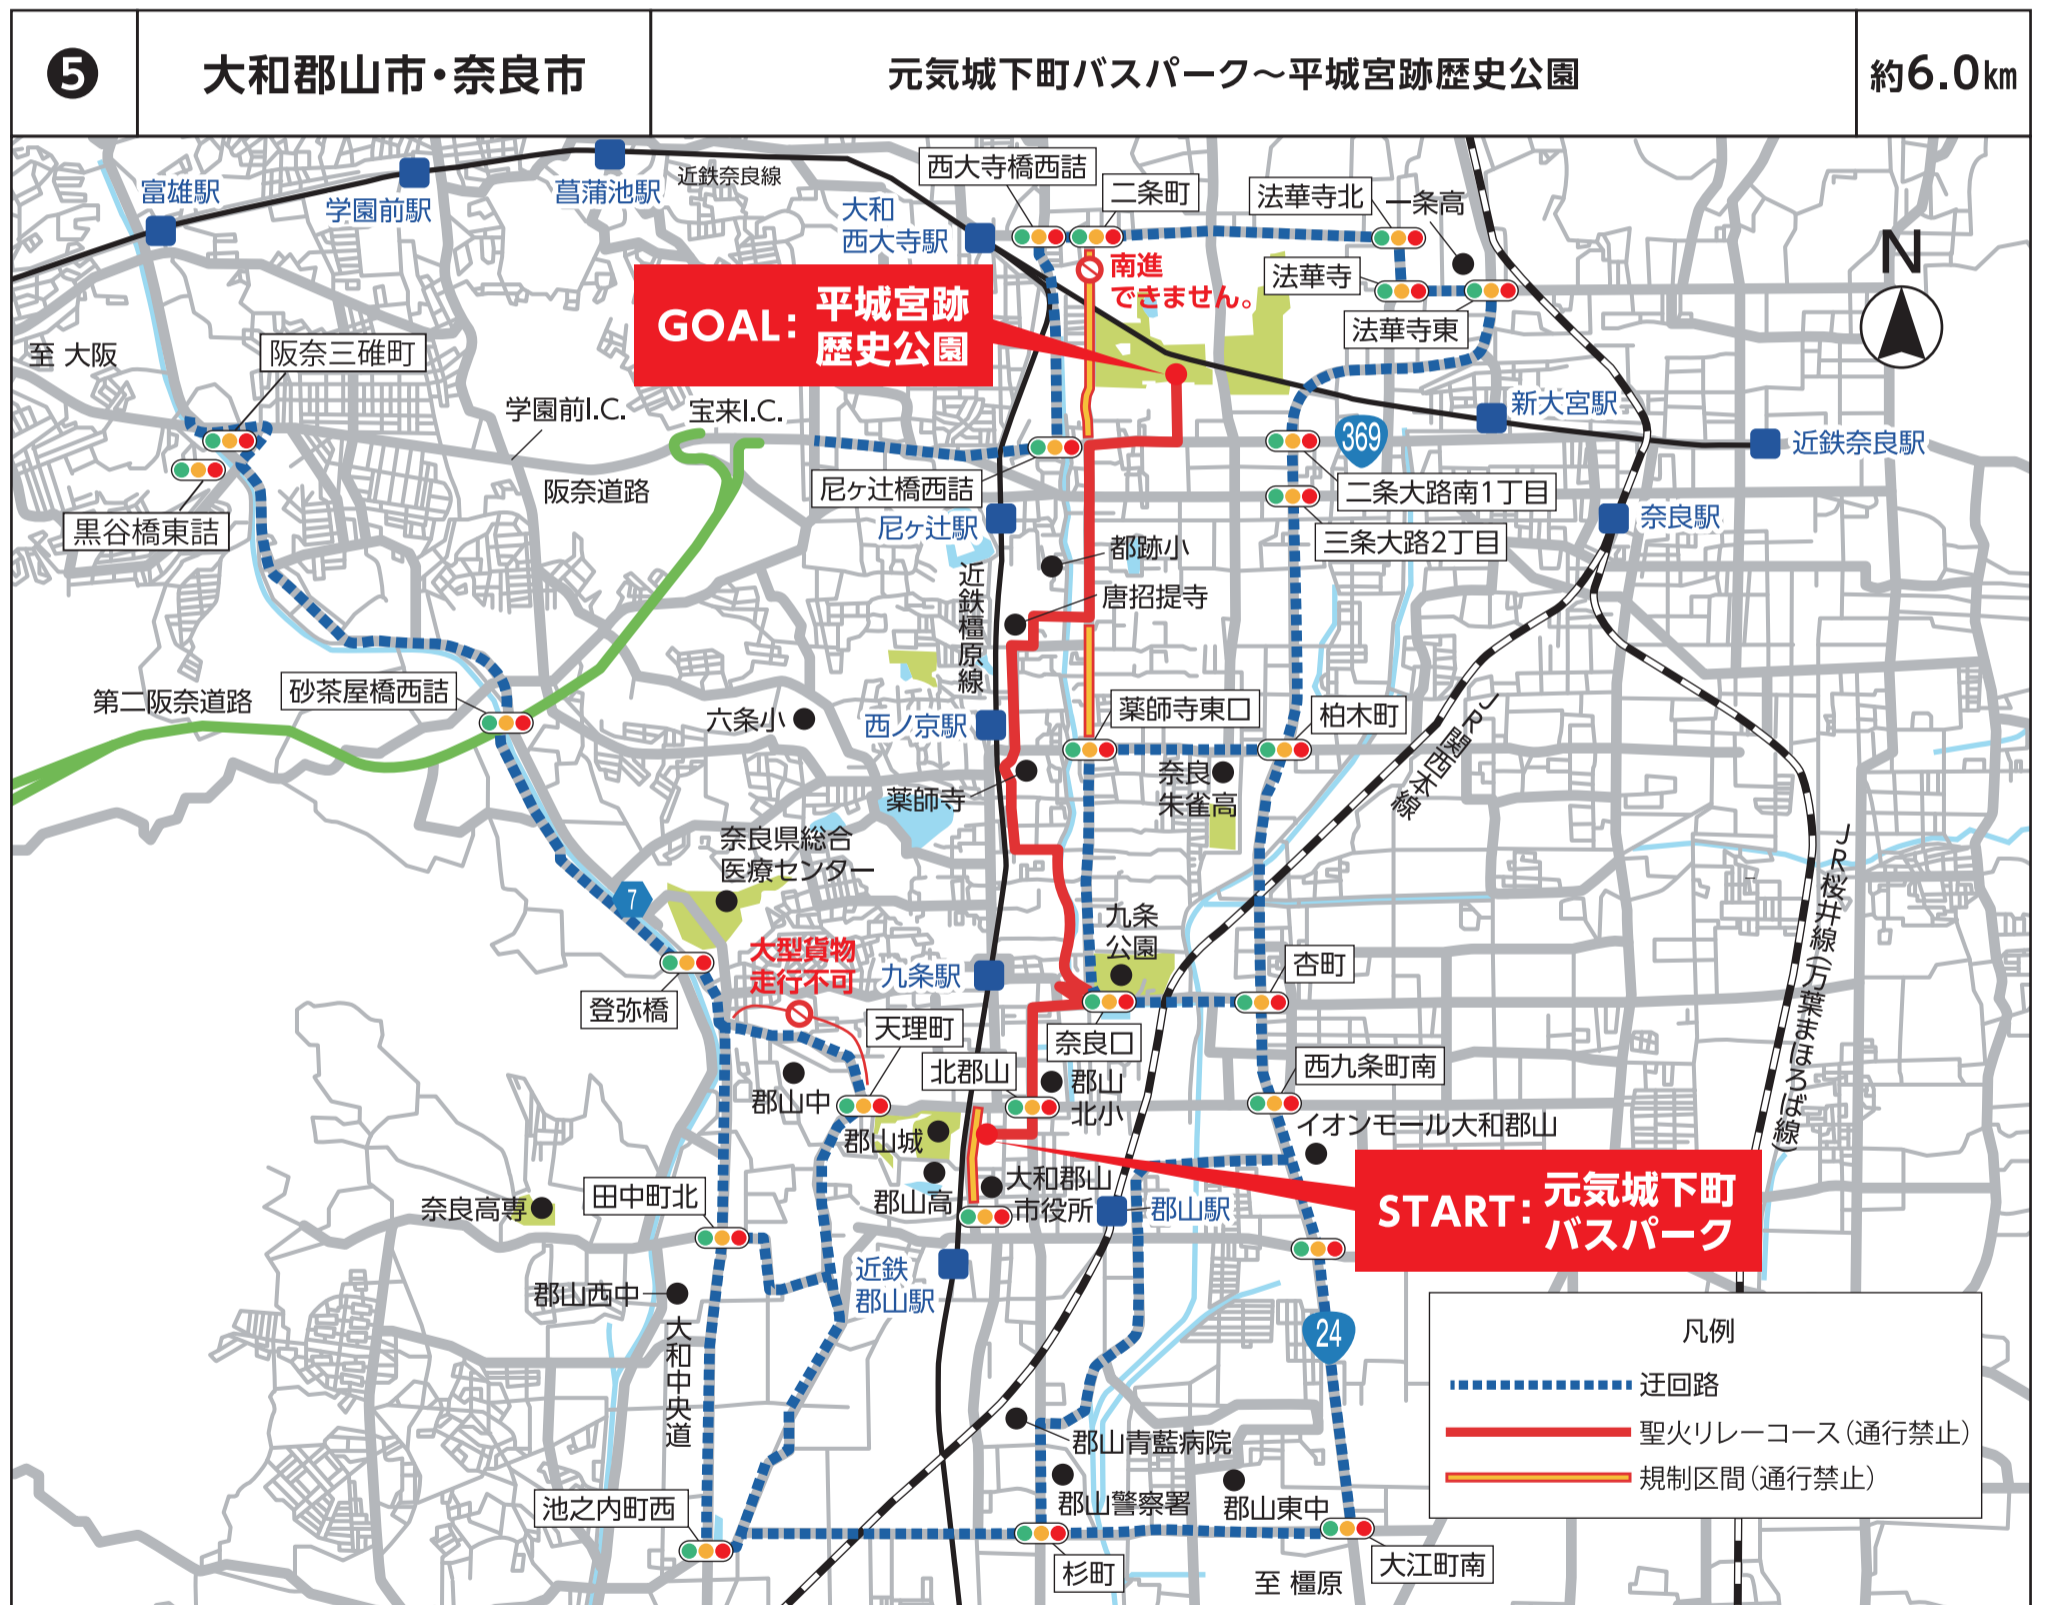 ❺
大和郡山市・奈良市
元気城下町バスパーク～平城宮跡歴史公園
約6.0km
富雄駅
学園前駅
菖蒲池駅
近鉄奈良線
大和
西大寺駅
西大寺橋西詰
二条町
法華寺北
一条高
N
南進
できません。
法華寺
法華寺東
GOAL：平城宮跡
歴史公園
至 大阪
阪奈三碓町
学園前I.C.
宝来I.C.
369
新大宮駅
近鉄奈良駅
阪奈道路
尼ヶ辻橋西詰
二条大路南1丁目
黒谷橋東詰
尼ヶ辻駅
三条大路2丁目
奈良駅
都跡小
近鉄橿原線
唐招提寺
第二阪奈道路
砂茶屋橋西詰
六条小
西ノ京駅
薬師寺東口
柏木町
JR関西本線
薬師寺
奈良
朱雀高
奈良県総合
医療センター
7
JR桜井線(万葉まほろば線)
九条
公園
大型貨物
走行不可
九条駅
杏町
登弥橋
天理町
奈良口
北郡山
西九条町南
郡山中
郡山
北小
郡山城
イオンモール大和郡山
郡山高
大和郡山
市役所
郡山駅
START：元気城下町
バスパーク
奈良高専
田中町北
近鉄
郡山駅
郡山西中
大和中央道
24
凡例
迂回路
聖火リレーコース(通行禁止)
規制区間(通行禁止)
郡山青藍病院
郡山警察署
郡山東中
池之内町西
杉町
至 橿原
大江町南